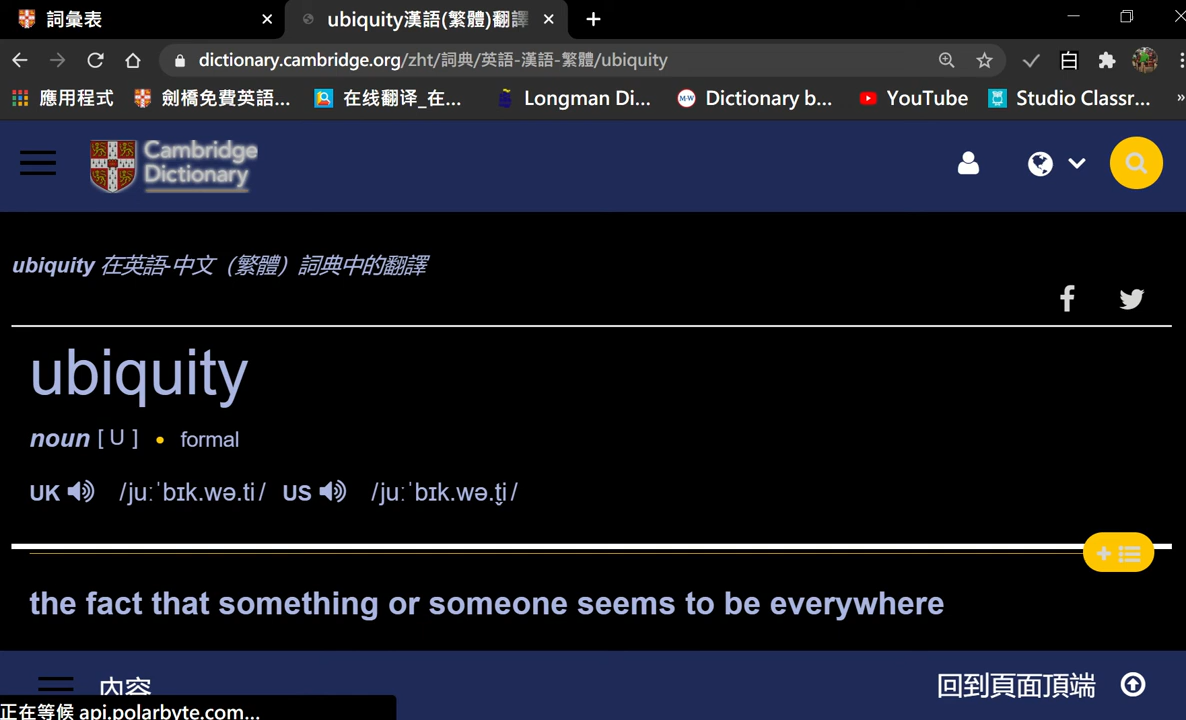 詞彙表
ubiquity漢語(繁體)翻譯
dictionary.cambridge.org/zht/詞典/英語-漢語-繁體/ubiquity
應用程式 劍橋免費英語... 在线翻译_在... Longman Di... M-W Dictionary b... YouTube Studio Classr... »
Cambridge
Dictionary
ubiquity 在英語-中文（繁體）詞典中的翻譯
ubiquity
noun [ U ] • formal
UK /juːˈbɪk.wə.ti/ US /juːˈbɪk.wə.t̬i/
the fact that something or someone seems to be everywhere
內容 回到頁面頂端
正在等候 api.polarbyte.com...